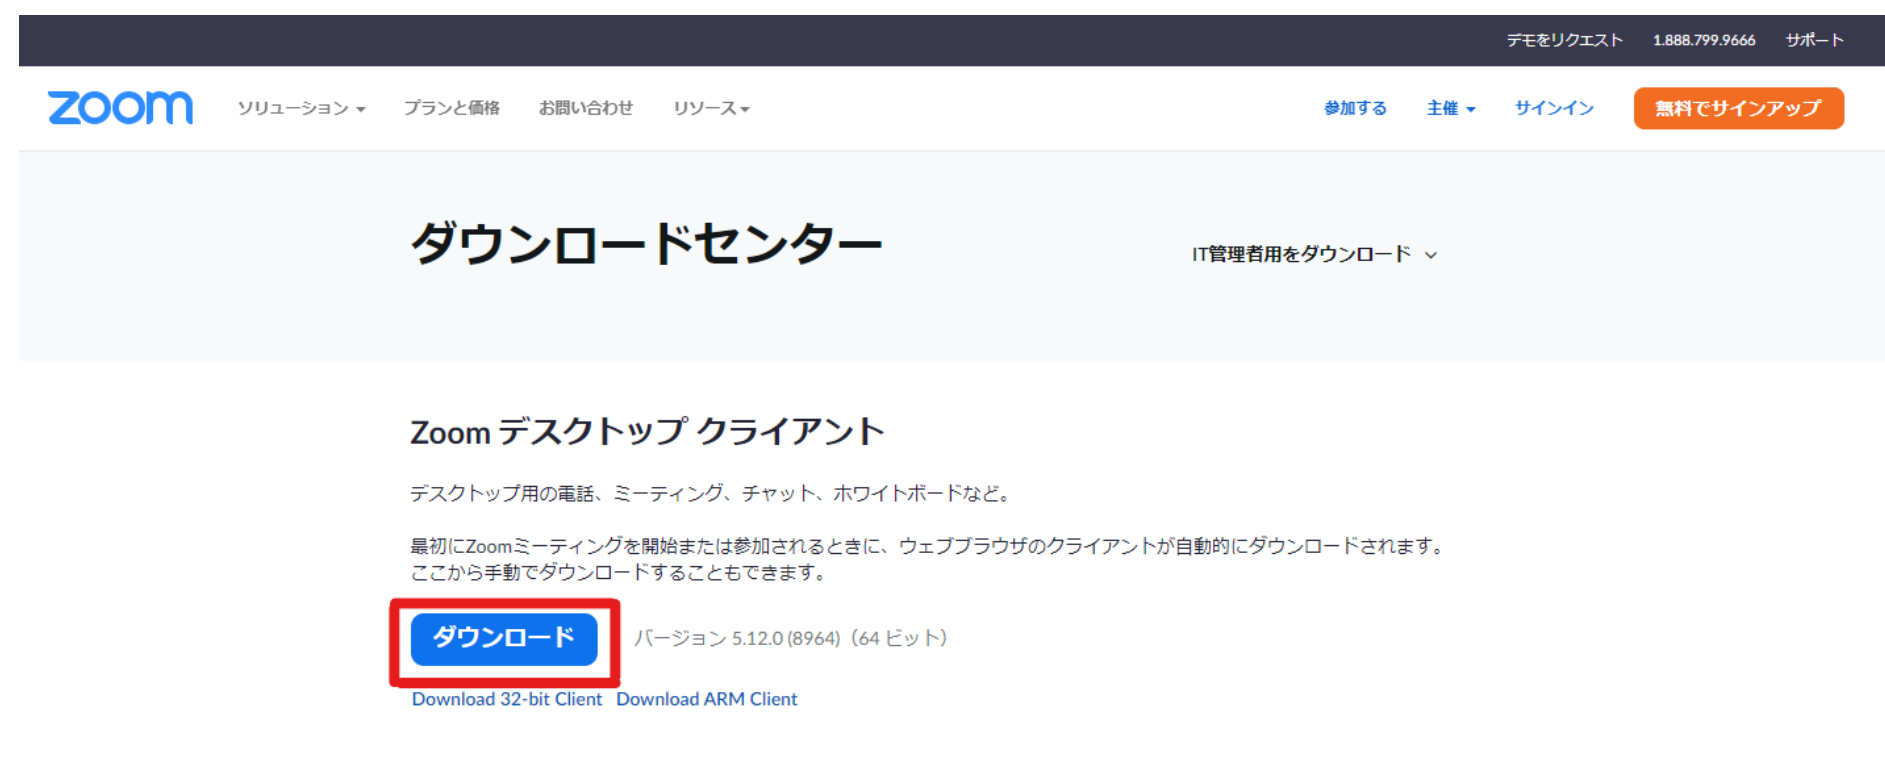 デモをリクエスト 1.888.799.9666 サポート
zoom ソリューション プランと価格 お問い合わせ リソース 参加する 主催 サインイン 無料でサインアップ
ダウンロードセンター
IT管理者用をダウンロード
Zoom デスクトップ クライアント
デスクトップ用の電話、ミーティング、チャット、ホワイトボードなど。
最初にZoomミーティングを開始または参加されるときに、ウェブブラウザのクライアントが自動的にダウンロードされます。
ここから手動でダウンロードすることもできます。
ダウンロード バージョン 5.12.0 (8964)（64 ビット）
Download 32-bit Client Download ARM Client